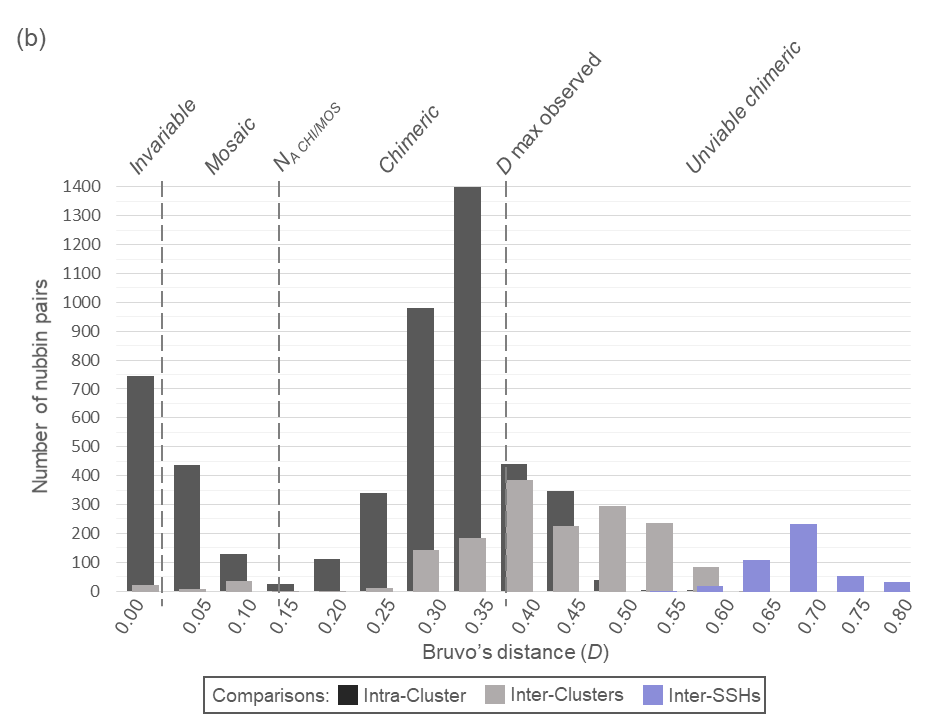 (b)
Invariable
Mosaic
NA CHI/MOS
Chimeric
D max observed
Unviable chimeric
Number of nubbin pairs
1400
1300
1200
1100
1000
900
800
700
600
500
400
300
200
100
0
0.00 0.05 0.10 0.15 0.20 0.25 0.30 0.35 0.40 0.45 0.50 0.55 0.60 0.65 0.70 0.75 0.80
Bruvo's distance (D)
Comparisons: Intra-Cluster Inter-Clusters Inter-SSHs